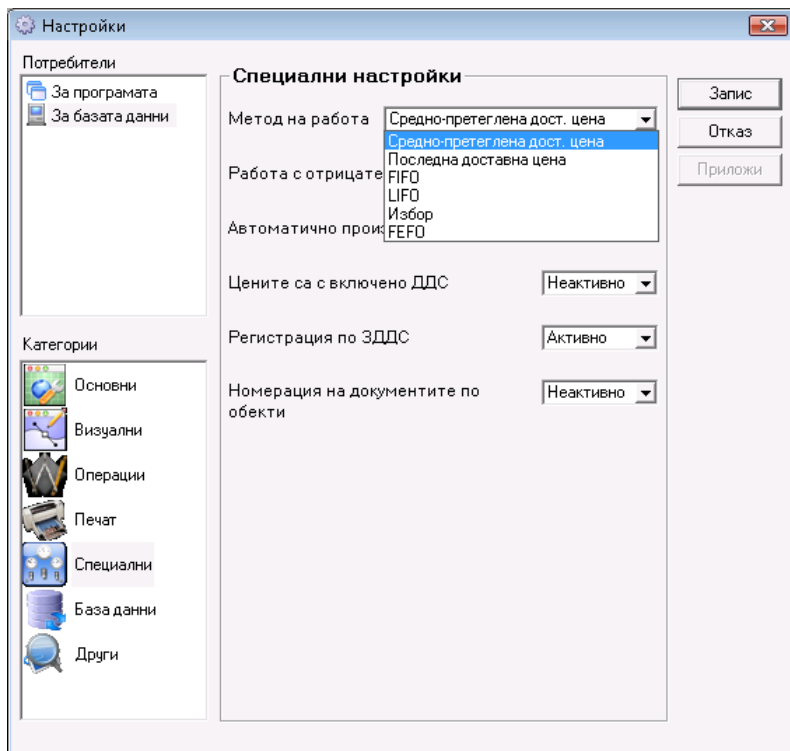 Настройки
Потребители
За програмата
За базата данни
Категории
Основни
Визуални
Операции
Печат
Специални
База данни
Други
Специални настройки
Метод на работа
Средно-претеглена дост. цена
Средно-претеглена дост. цена
Последна доставна цена
FIFO
LIFO
Избор
FEFO
Работа с отрицате
Автоматично произ
Цените са с включено ДДС
Неактивно
Регистрация по ЗДДС
Активно
Номерация на документите по
обекти
Неактивно
Запис
Отказ
Приложи